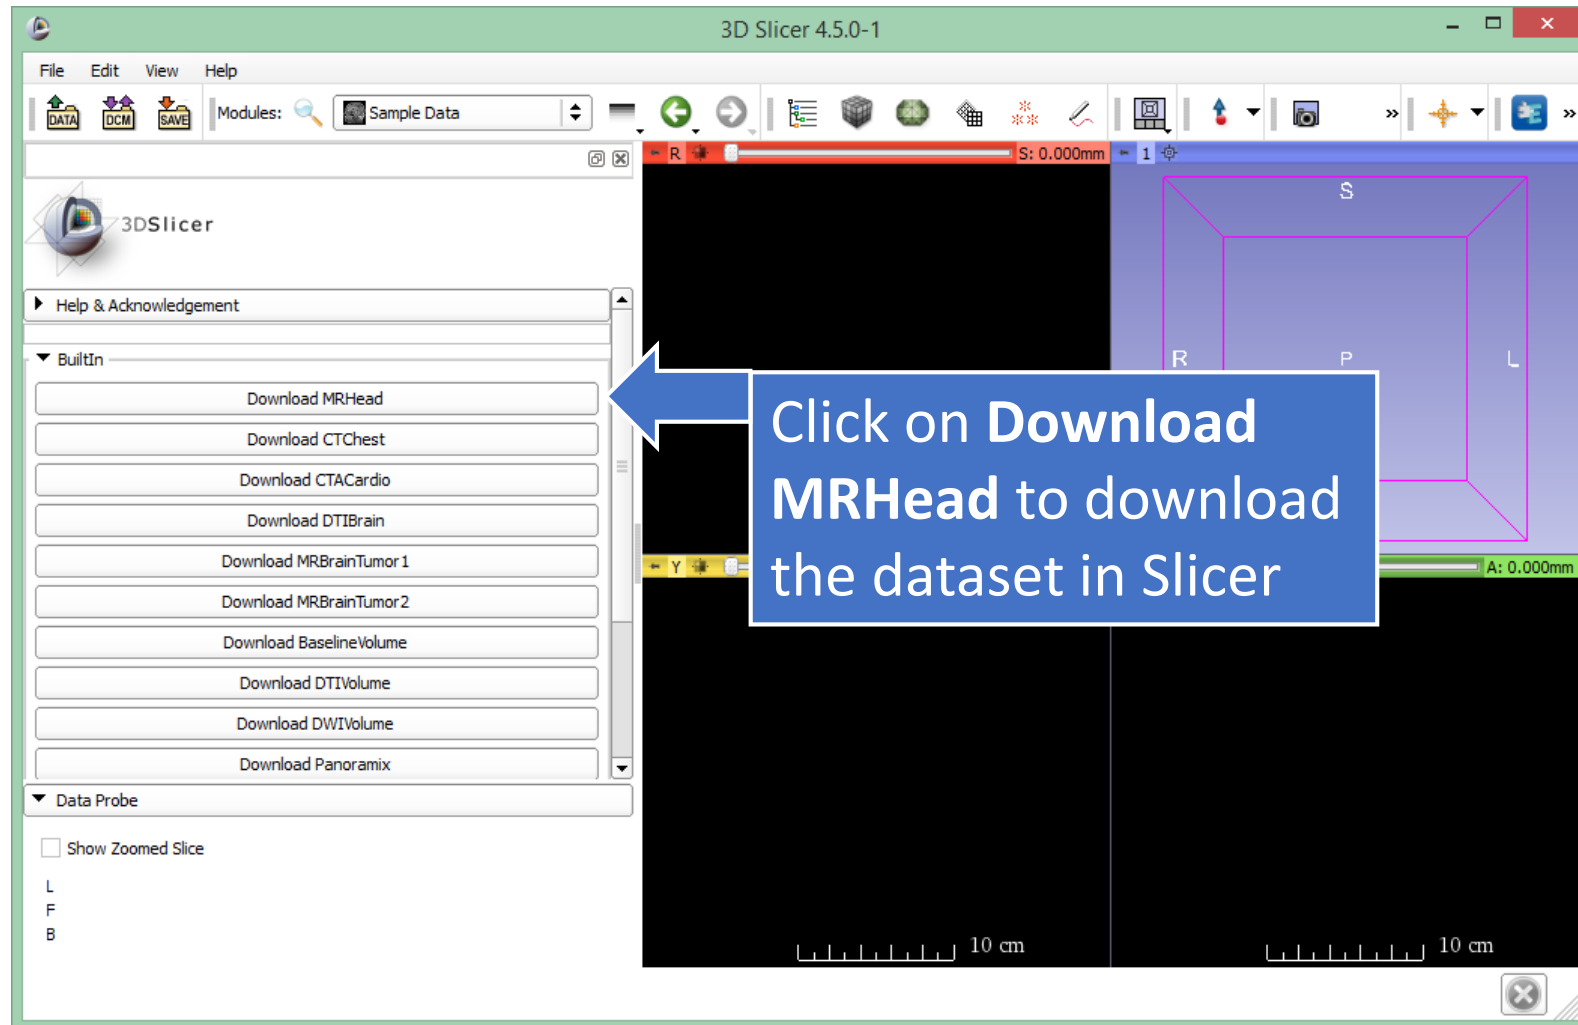 3D Slicer 4.5.0-1
File Edit View Help
DATA DCM SAVE Modules: Sample Data
R S: 0.000mm 1
3DSlicer
S
Help & Acknowledgement
BuiltIn
R P L
Download MRHead
Download CTChest
Download CTACardio
Download DTIBrain
Download MRBrainTumor1
Download MRBrainTumor2
Download BaselineVolume
Download DTIVolume
Download DWIVolume
Download Panoramix
Click on Download
MRHead to download
the dataset in Slicer
Y A: 0.000mm
Data Probe
Show Zoomed Slice
L
F
B
10 cm 10 cm